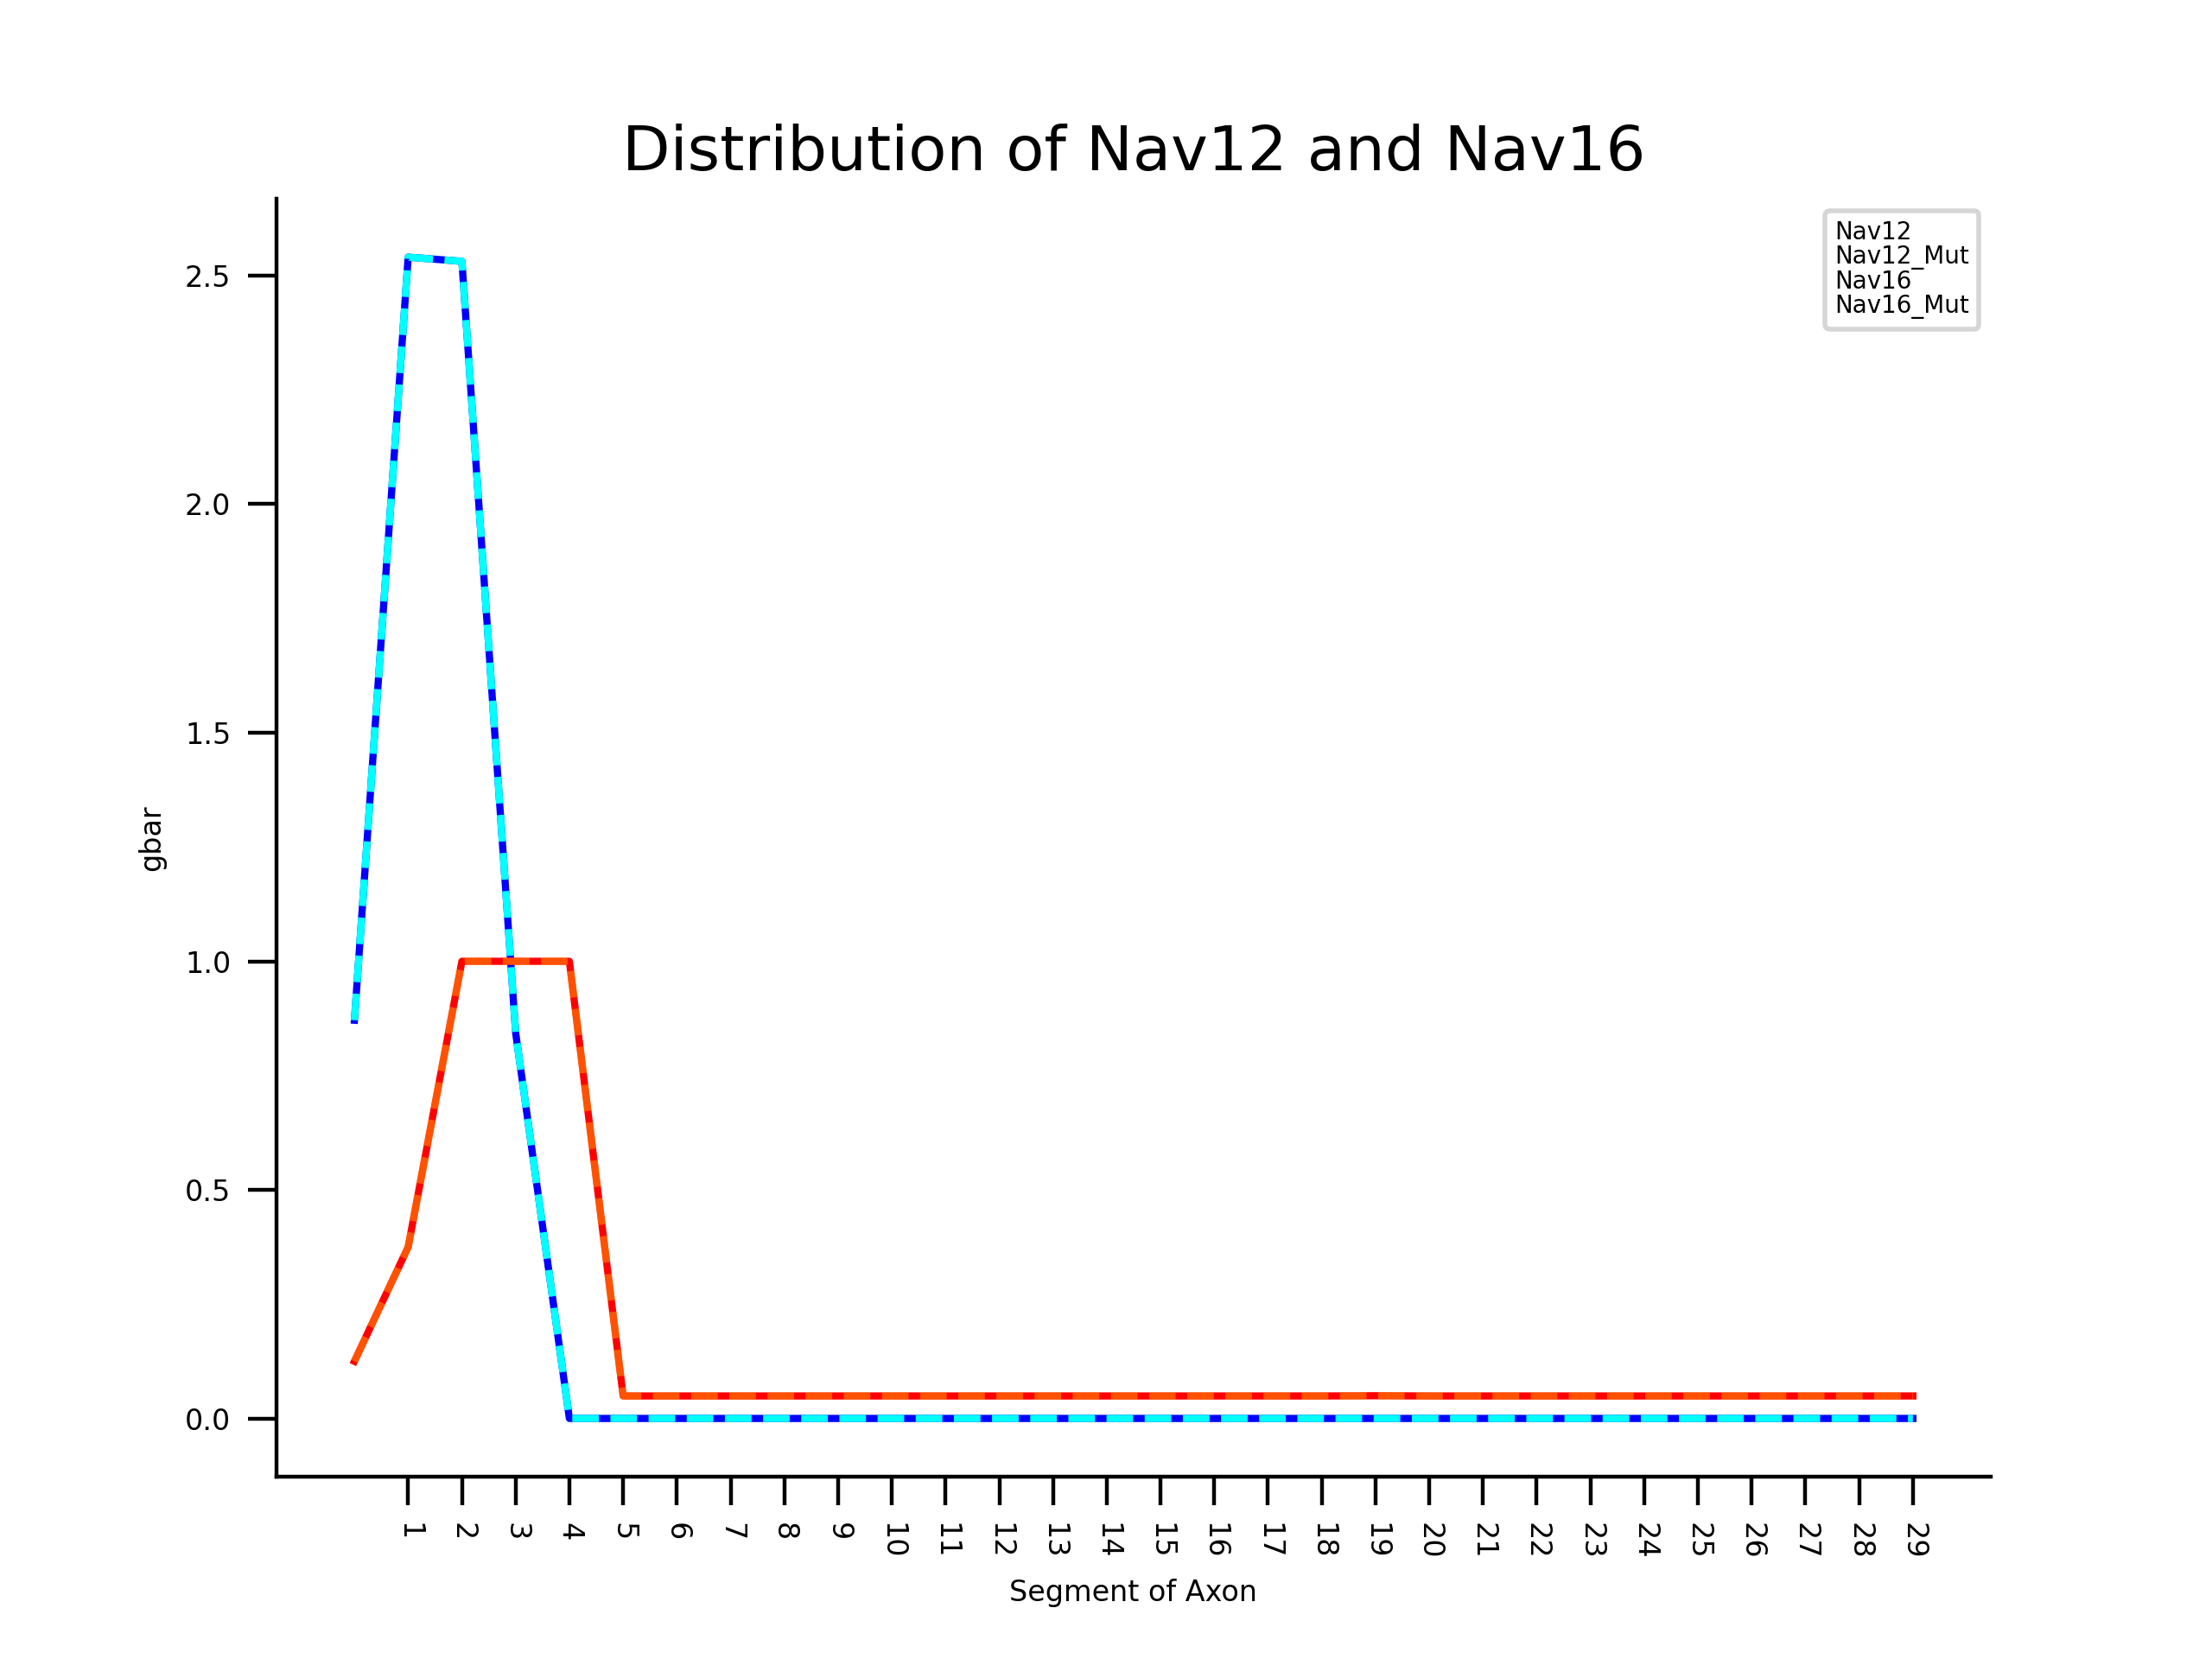 Distribution of Nav12 and Nav16
Nav12
Nav12_Mut
Nav16
Nav16_Mut
2.5
2.0
1.5
1.0
0.5
0.0
gbar
1 2 3 4 5 6 7 8 9 10 11 12 13 14 15 16 17 18 19 20 21 22 23 24 25 26 27 28 29
Segment of Axon